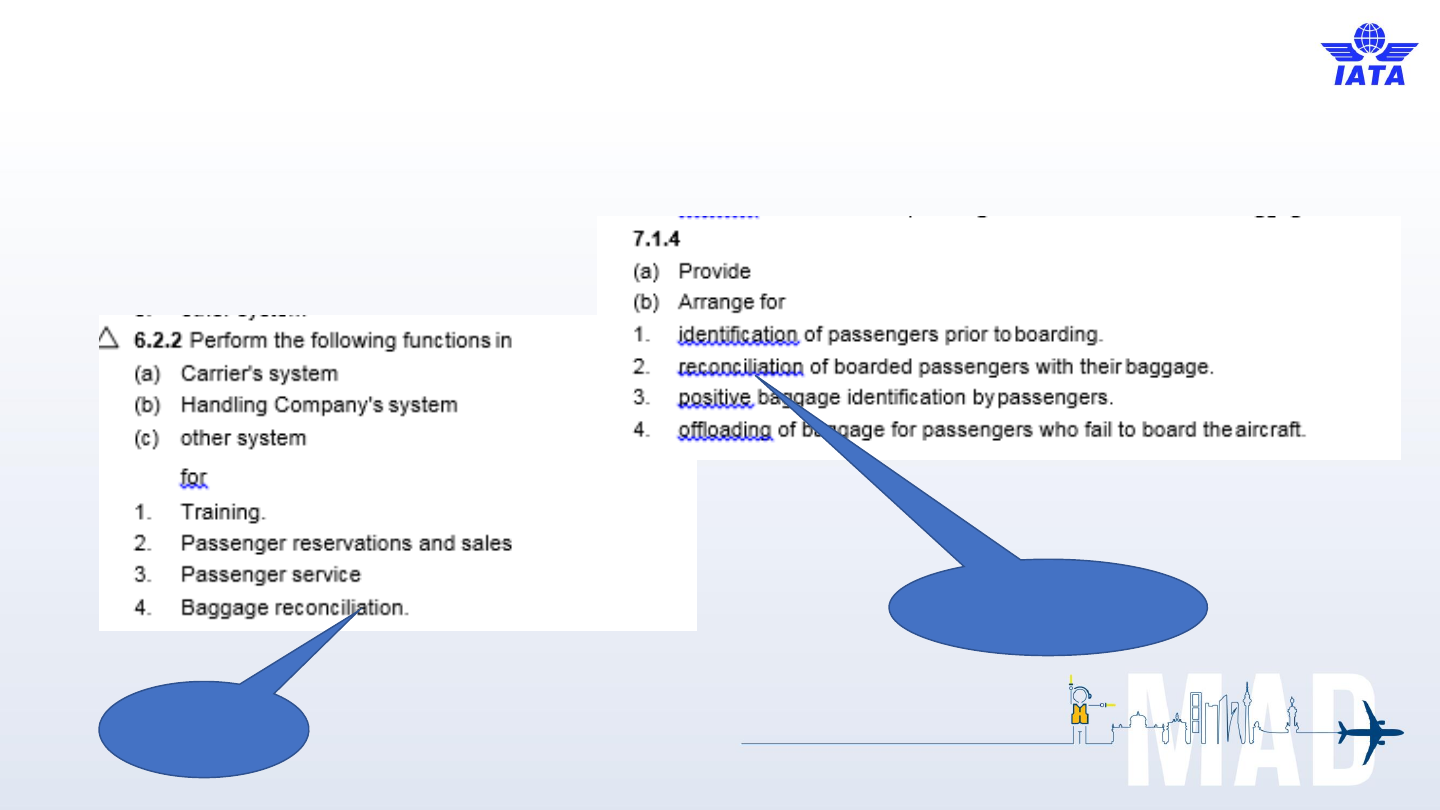 IATA
7.1.4
(a) Provide
(b) Arrange for
1. identification of passengers prior to boarding.
2. reconciliation of boarded passengers with their baggage.
3. positive baggage identification by passengers.
4. offloading of baggage for passengers who fail to board the aircraft.
△ 6.2.2 Perform the following functions in
(a) Carrier's system
(b) Handling Company's system
(c) other system
for
1. Training.
2. Passenger reservations and sales
3. Passenger service
4. Baggage reconciliation.
MAD